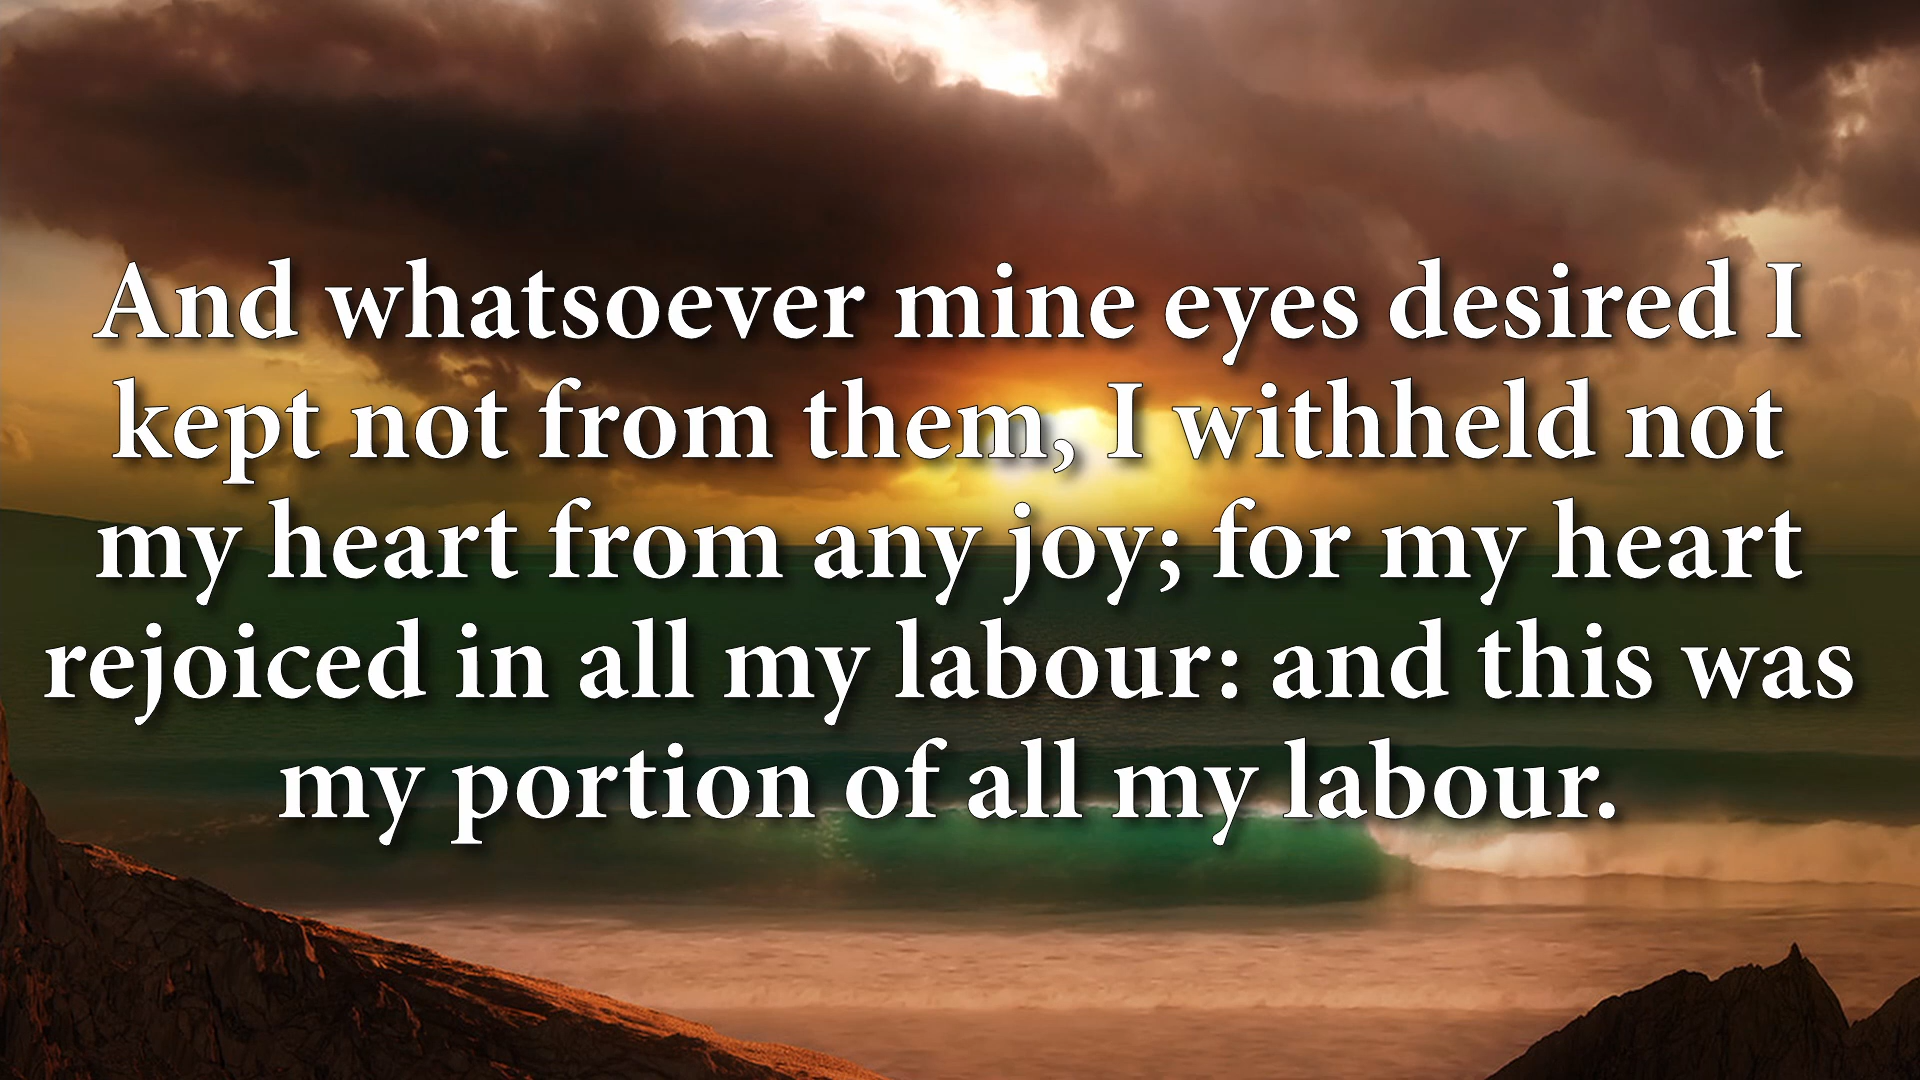 And whatsoever mine eyes desired I
kept not from them, I withheld not
my heart from any joy; for my heart
rejoiced in all my labour: and this was
my portion of all my labour.